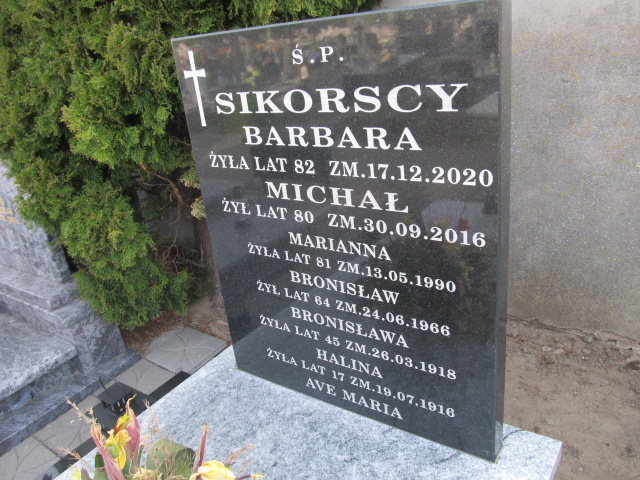 Ś.P.
SIKORSCY
BARBARA
ŻYŁA LAT 82 ZM.17.12.2020
MICHAŁ
ŻYŁ LAT 80 ZM.30.09.2016
MARIANNA
ŻYŁA LAT 81 ZM.13.05.1990
BRONISŁAW
ŻYŁ LAT 64 ZM.24.06.1966
BRONISŁAWA
ŻYŁA LAT 45 ZM.26.03.1918
HALINA
ŻYŁA LAT 17 ZM.19.07.1916
AVE MARIA